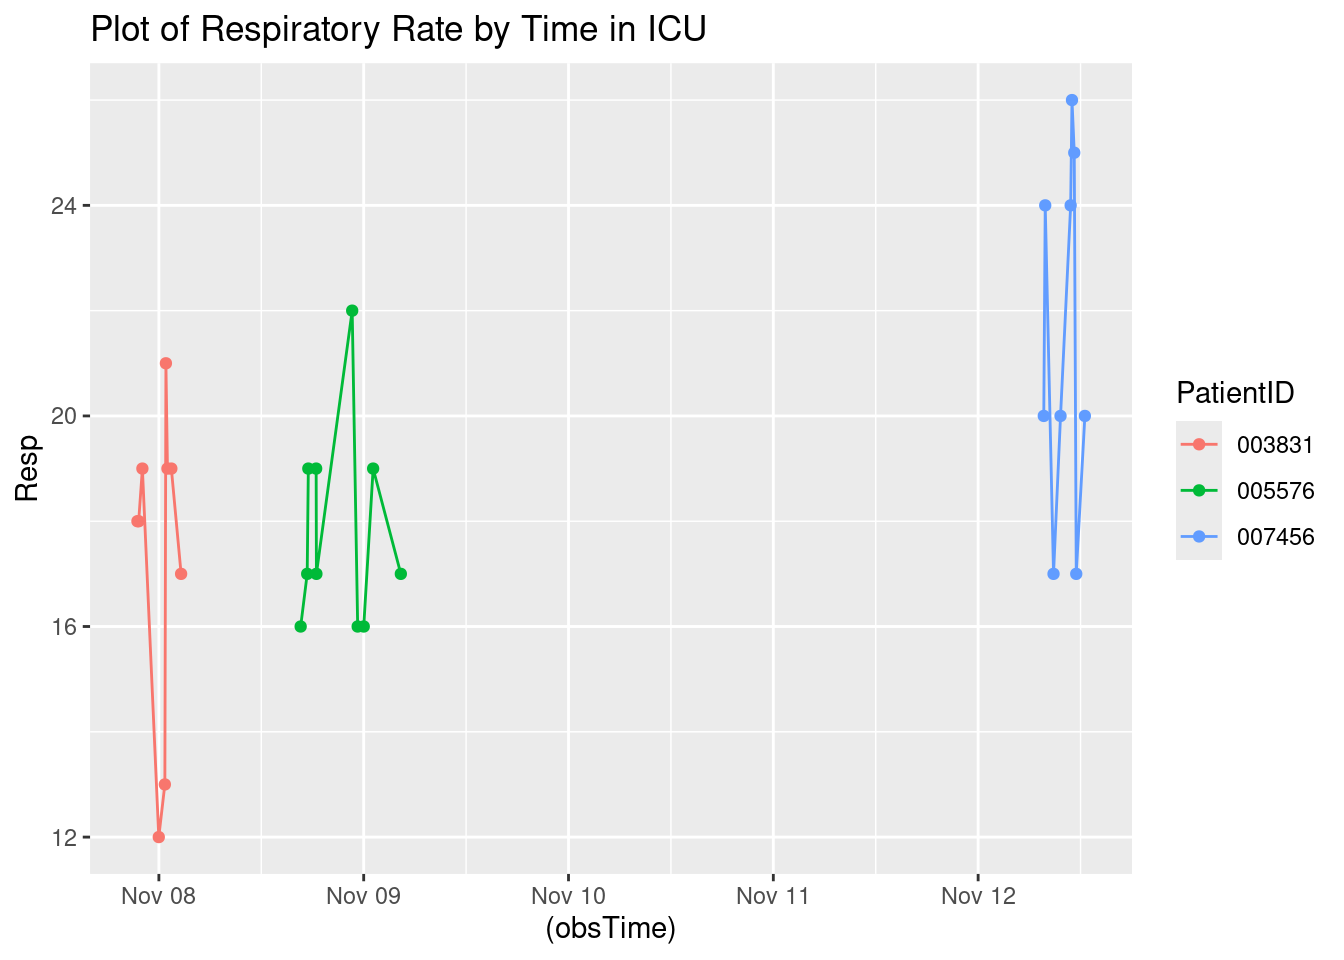 Plot of Respiratory Rate by Time in ICU
24
20
16
12
Resp
Nov 08
Nov 09
Nov 10
Nov 11
Nov 12
(obsTime)
PatientID
003831
005576
007456